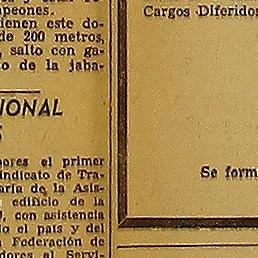 peones.
ienen este do-
de 200 metros,
, salto con ga-
o de la jaba-
IONAL
ores el primer
indicato de Tra-
aría de la Asis-
edificio de la
, con asistencia
o el país y del
a Federación de
dores al Servi-
Cargos Diferidos
Se form